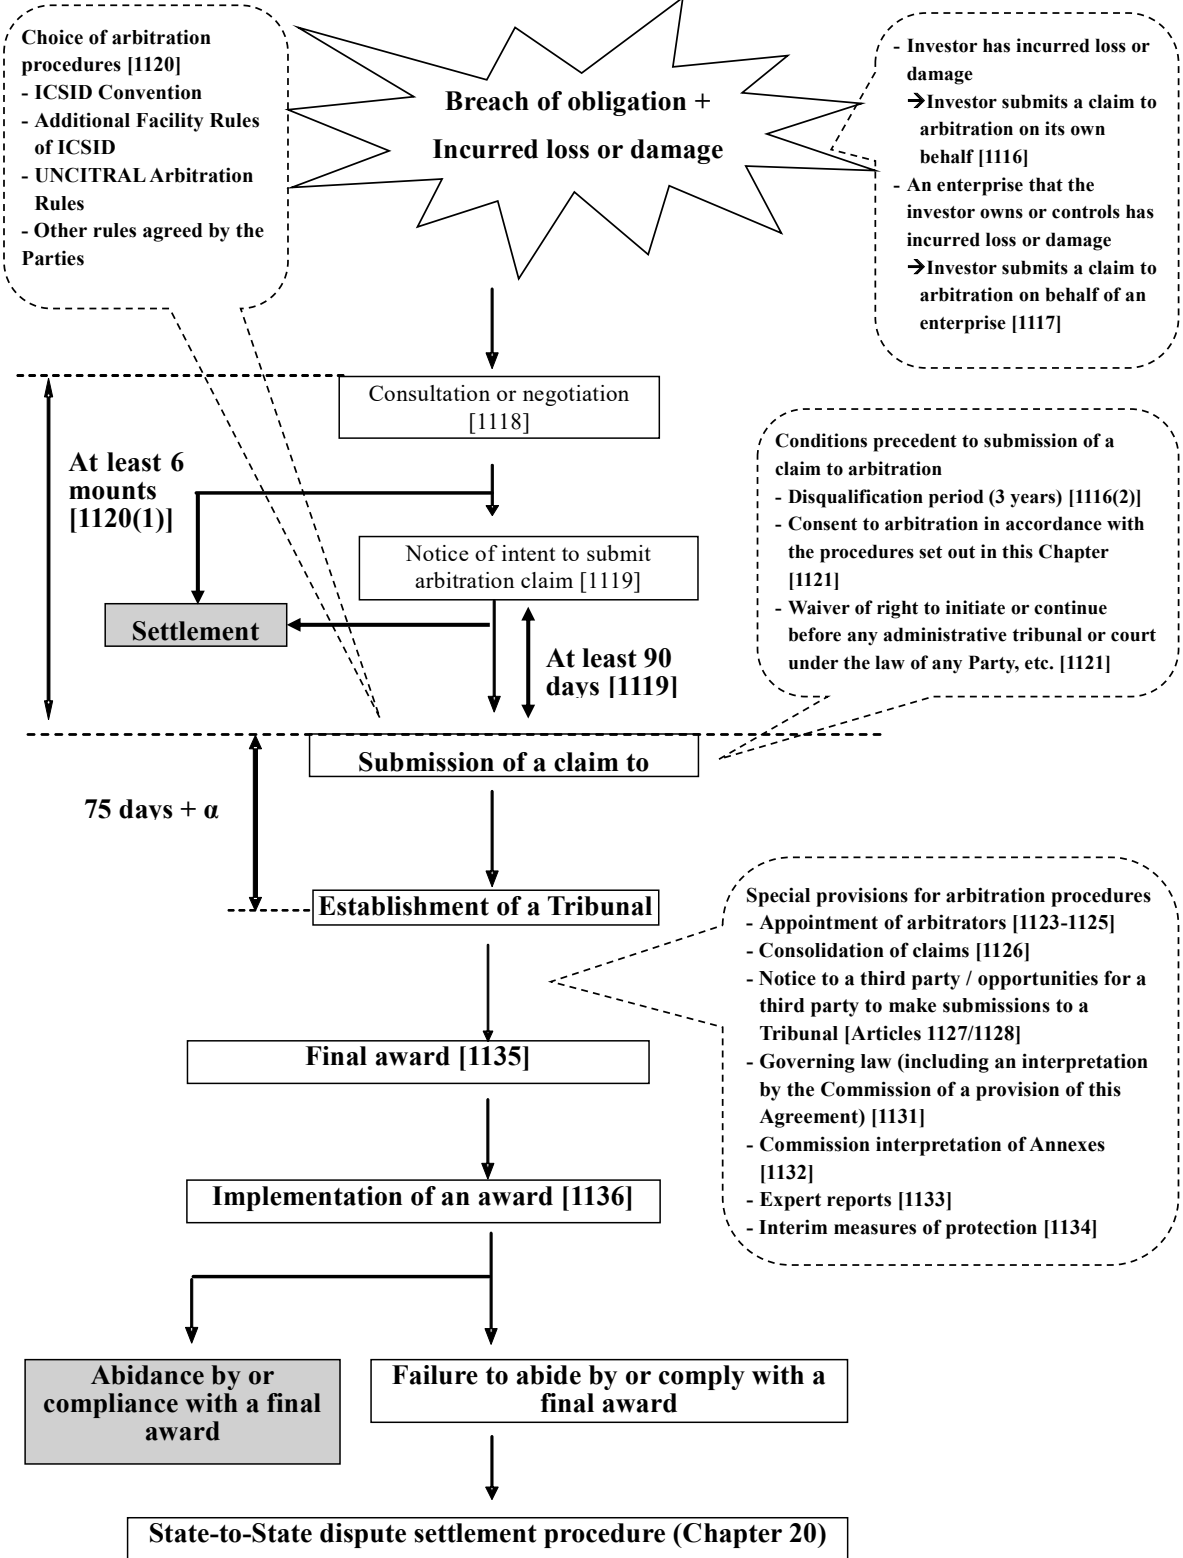 Choice of arbitration
procedures [1120]
- ICSID Convention
- Additional Facility Rules
of ICSID
- UNCITRAL Arbitration
Rules
- Other rules agreed by the
Parties
Breach of obligation +
Incurred loss or damage
- Investor has incurred loss or
damage
→Investor submits a claim to
arbitration on its own
behalf [1116]
- An enterprise that the
investor owns or controls has
incurred loss or damage
→Investor submits a claim to
arbitration on behalf of an
enterprise [1117]
Consultation or negotiation
[1118]
At least 6
mounts
[1120(1)]
Conditions precedent to submission of a
claim to arbitration
- Disqualification period (3 years) [1116(2)]
- Consent to arbitration in accordance with
the procedures set out in this Chapter
[1121]
- Waiver of right to initiate or continue
before any administrative tribunal or court
under the law of any Party, etc. [1121]
Notice of intent to submit
arbitration claim [1119]
Settlement
At least 90
days [1119]
Submission of a claim to
75 days + α
Establishment of a Tribunal
Special provisions for arbitration procedures
- Appointment of arbitrators [1123-1125]
- Consolidation of claims [1126]
- Notice to a third party / opportunities for a
third party to make submissions to a
Tribunal [Articles 1127/1128]
- Governing law (including an interpretation
by the Commission of a provision of this
Agreement) [1131]
- Commission interpretation of Annexes
[1132]
- Expert reports [1133]
- Interim measures of protection [1134]
Final award [1135]
Implementation of an award [1136]
Abidance by or
compliance with a final
award
Failure to abide by or comply with a
final award
State-to-State dispute settlement procedure (Chapter 20)